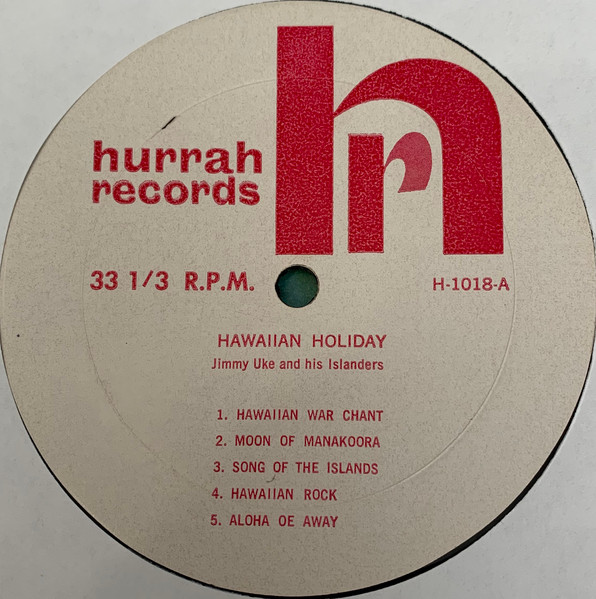 hr
hurrah
records
33 1/3 R.P.M.
H-1018-A
HAWAIIAN HOLIDAY
Jimmy Uke and his Islanders
1. HAWAIIAN WAR CHANT
2. MOON OF MANAKOORA
3. SONG OF THE ISLANDS
4. HAWAIIAN ROCK
5. ALOHA OE AWAY